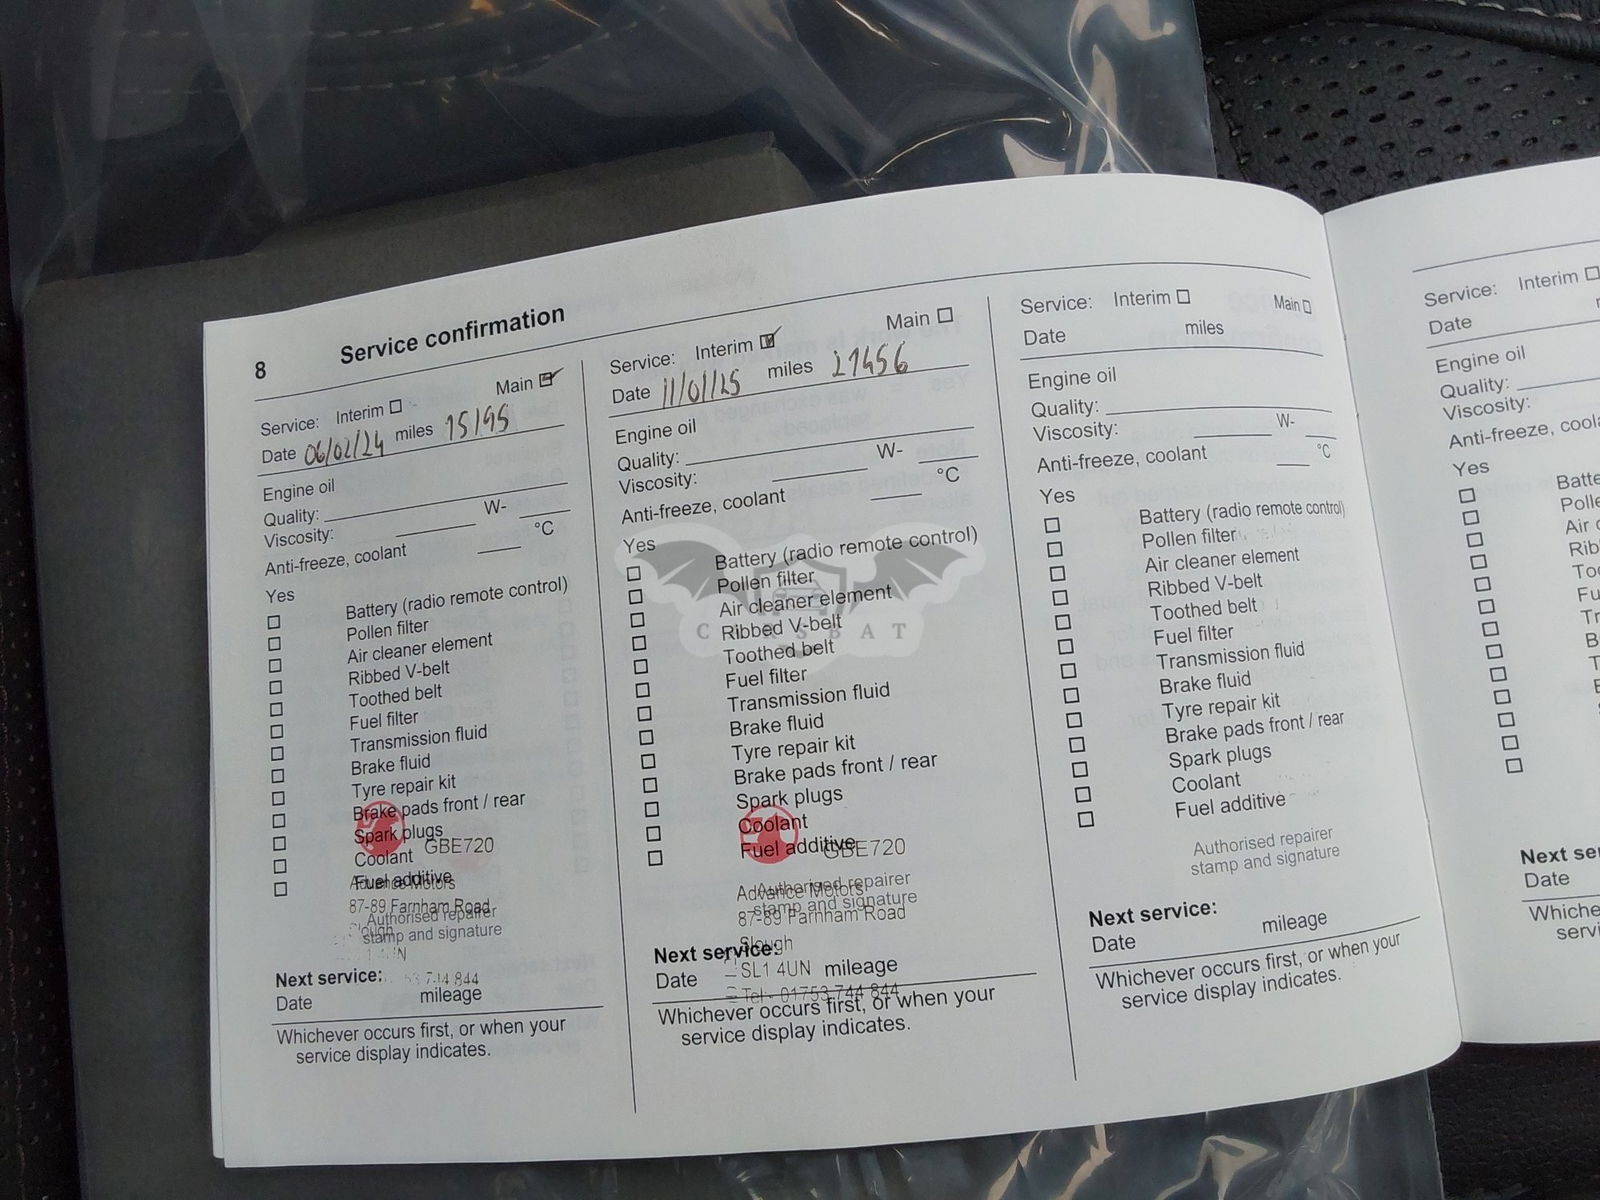 8 Service confirmation
Service: Interim Main
Date 06/02/24 miles 15195
Engine oil
Quality:
Viscosity: W-
Anti-freeze, coolant °C
Yes
Battery (radio remote control)
Pollen filter
Air cleaner element
Ribbed V-belt
Toothed belt
Fuel filter
Transmission fluid
Brake fluid
Tyre repair kit
Brake pads front / rear
Spark plugs
GBE720
Coolant
Fuel additive
Advance Motors
87-89 Farnham Road
Authorised repairer
Slough
stamp and signature
Next service:
744 844
Date mileage
Whichever occurs first, or when your
service display indicates.
Service: Interim Main
Date 11/01/25 miles 27456
Engine oil
Quality:
Viscosity: W-
Anti-freeze, coolant °C
Yes
Battery (radio remote control)
Pollen filter
Air cleaner element
Ribbed V-belt
Toothed belt
Fuel filter
Transmission fluid
Brake fluid
Tyre repair kit
Brake pads front / rear
Spark plugs
Coolant
Fuel additive
GBE720
Authorised repairer
Advance Motors
stamp and signature
87-89 Farnham Road
Slough
Next service:
SL1 4UN
Date mileage
Tel:- 01753 744 844
Whichever occurs first, or when your
service display indicates.
CARSBAT
Service: Interim Main
Date miles
Engine oil
Quality:
Viscosity: W-
Anti-freeze, coolant °C
Yes
Battery (radio remote control)
Pollen filter
Air cleaner element
Ribbed V-belt
Toothed belt
Fuel filter
Transmission fluid
Brake fluid
Tyre repair kit
Brake pads front / rear
Spark plugs
Coolant
Fuel additive
Authorised repairer
stamp and signature
Next service:
Date mileage
Whichever occurs first, or when your
service display indicates.
Service: Interim
Date
Engine oil
Quality:
Viscosity:
Anti-freeze,
Yes
Air
Next
Date